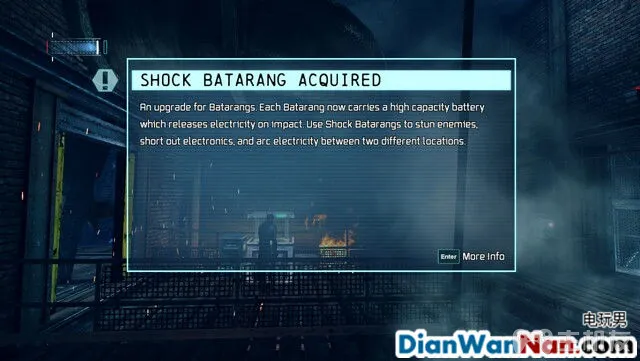 SHOCK BATARANG ACQUIRED
An upgrade for Batarangs. Each Batarang now carries a high capacity battery
which releases electricity on impact. Use Shock Batarangs to stun enemies,
short out electronics, and arc electricity between two different locations.
Enter More Info
电玩男
DianWanNan.com